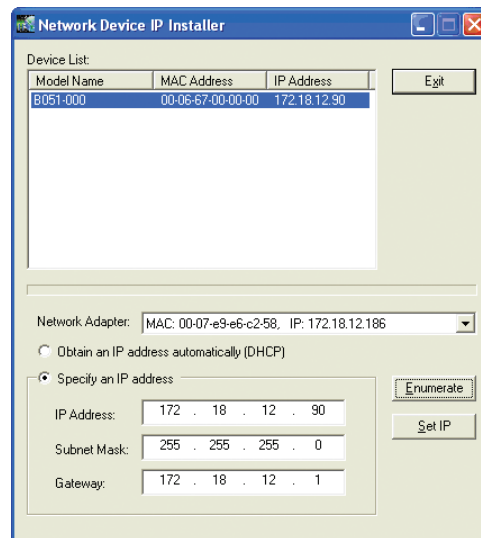 Network Device IP Installer
Device List:
Model Name MAC Address IP Address
Exit
B051-000 00-06-67-00-00-00 172.18.12.90
Network Adapter: MAC: 00-07-e9-e6-c2-58, IP: 172.18.12.186
Obtain an IP address automatically (DHCP)
Specify an IP address
Enumerate
IP Address: 172 . 18 . 12 . 90
Set IP
Subnet Mask: 255 . 255 . 255 . 0
Gateway: 172 . 18 . 12 . 1